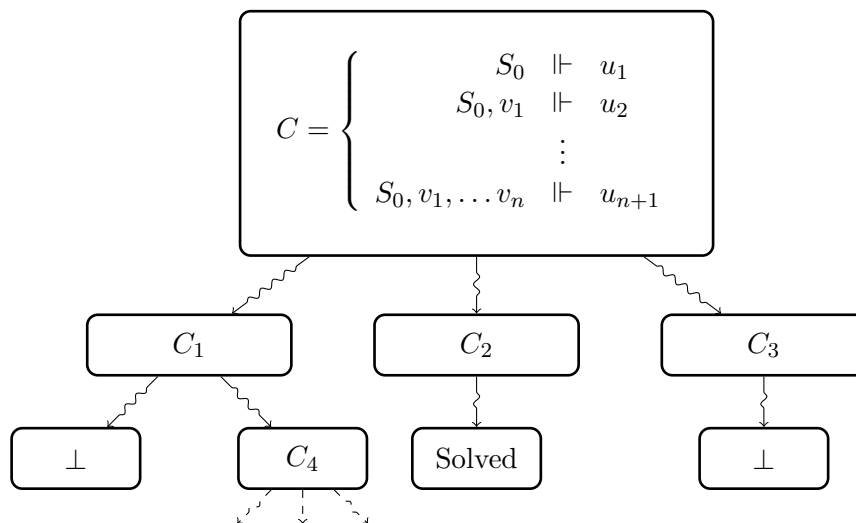 S₀ ⊩ u₁
S₀, v₁ ⊩ u₂
C = { ⋮
S₀, v₁, … vₙ ⊩ uₙ₊₁
C₁ C₂ C₃
⊥ C₄ Solved ⊥